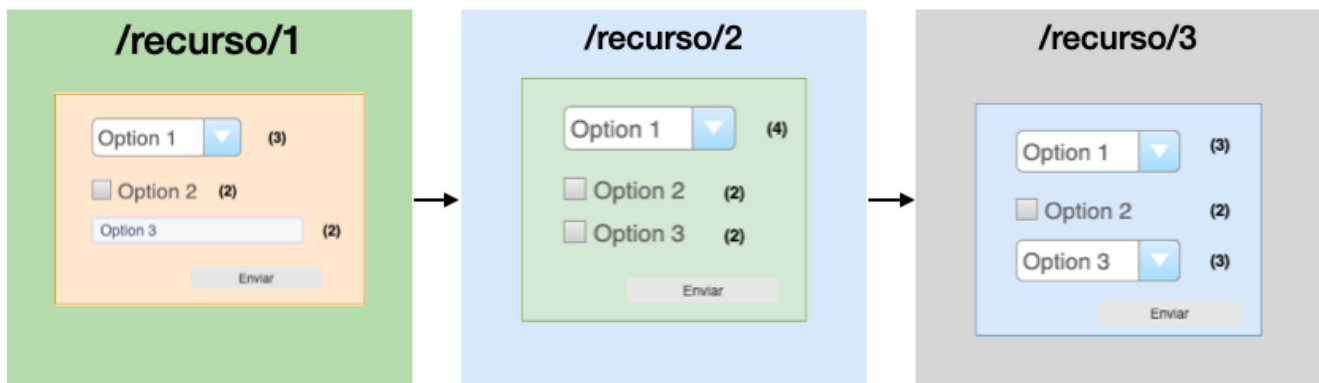 /recurso/1
Option 1 (3)
Option 2 (2)
Option 3 (2)
Enviar
/recurso/2
Option 1 (4)
Option 2 (2)
Option 3 (2)
Enviar
/recurso/3
Option 1 (3)
Option 2 (2)
Option 3 (3)
Enviar